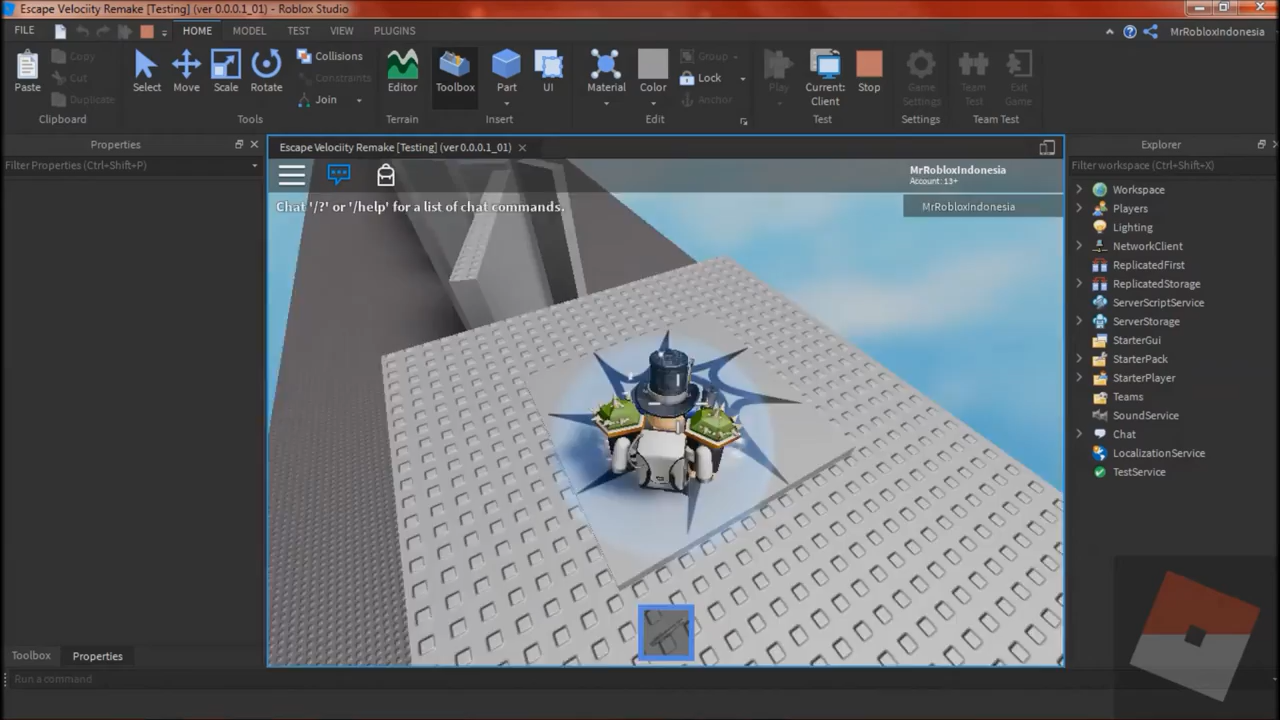 Escape Velociity Remake [Testing] (ver 0.0.0.1_01) - Roblox Studio
FILE HOME MODEL TEST VIEW PLUGINS MrRobloxIndonesia
Paste Copy Cut Duplicate Clipboard
Select Move Scale Rotate Collisions Constraints Join Tools
Editor Terrain
Toolbox Part UI Insert
Material Color Group Lock Anchor Edit
Play Current: Client Stop Test
Game Settings Settings
Team Test Exit Game Team Test
Properties
Filter Properties (Ctrl+Shift+P)
Escape Velociity Remake [Testing] (ver 0.0.0.1_01)
MrRobloxIndonesia
Account: 13+
Chat '/?' or '/help' for a list of chat commands.
MrRobloxIndonesia
Explorer
Filter workspace (Ctrl+Shift+X)
Workspace
Players
Lighting
NetworkClient
ReplicatedFirst
ReplicatedStorage
ServerScriptService
ServerStorage
StarterGui
StarterPack
StarterPlayer
Teams
SoundService
Chat
LocalizationService
TestService
Toolbox Properties
Run a command